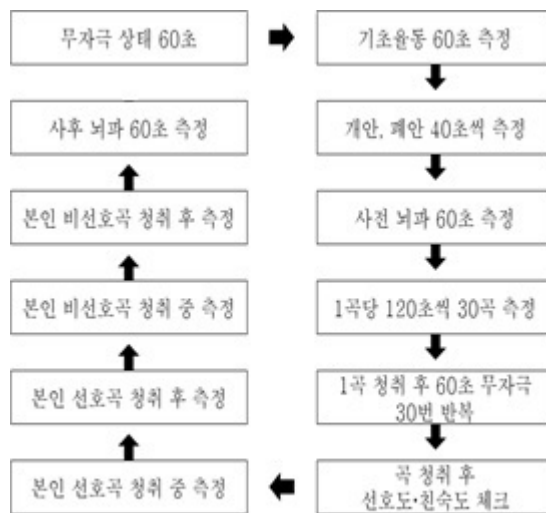 무자극 상태 60초
기초율동 60초 측정
개안, 폐안 40초씩 측정
사전 뇌파 60초 측정
1곡당 120초씩 30곡 측정
1곡 청취 후 60초 무자극
30번 반복
곡 청취 후
선호도·친숙도 체크
본인 선호곡 청취 중 측정
본인 선호곡 청취 후 측정
본인 비선호곡 청취 중 측정
본인 비선호곡 청취 후 측정
사후 뇌파 60초 측정